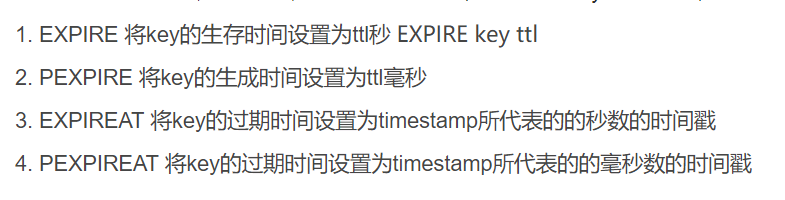 1. EXPIRE 将key的生存时间设置为ttl秒 EXPIRE key ttl
2. PEXPIRE 将key的生成时间设置为ttl毫秒
3. EXPIREAT 将key的过期时间设置为timestamp所代表的的秒数的时间戳
4. PEXPIREAT 将key的过期时间设置为timestamp所代表的的毫秒数的时间戳